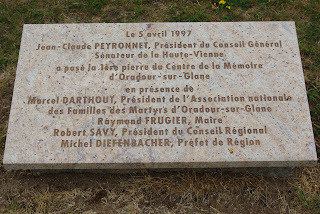 Le 5 avril 1997
Jean-Claude PEYRONNET, Président du Conseil Général
Sénateur de la Haute-Vienne
a posé la 1ère pierre du Centre de la Mémoire
d'Oradour-sur-Glane
en présence de
Marcel DARTHOUT, Président de l'Association nationale
des Familles des Martyrs d'Oradour-sur-Glane
Raymond FRUGIER, Maire
Robert SAVY, Président du Conseil Régional
Michel DIEFENBACHER, Préfet de Région